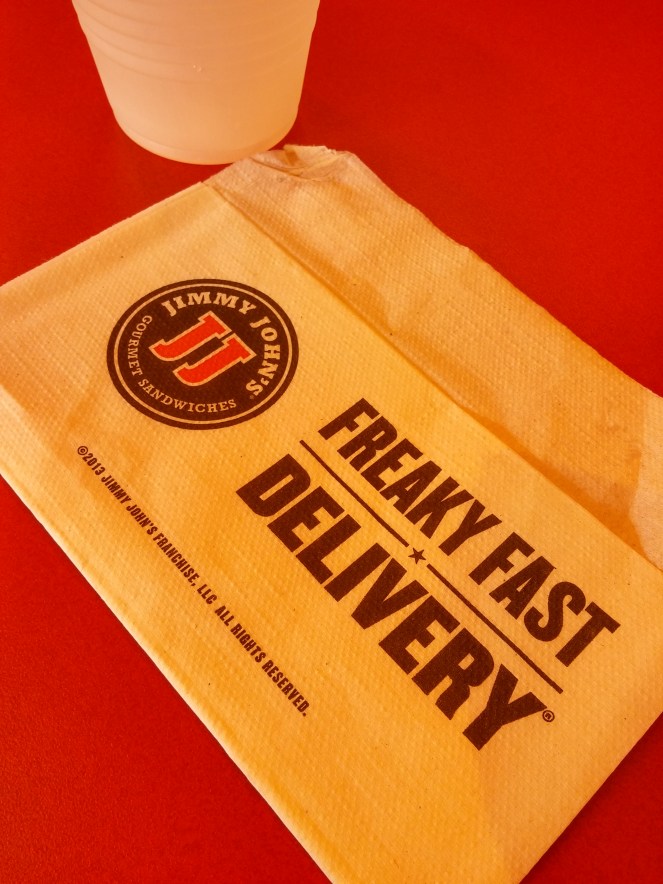 JIMMY JOHN'S®
JJ
GOURMET SANDWICHES
FREAKY FAST
DELIVERY®
©2013 JIMMY JOHN'S FRANCHISE, LLC ALL RIGHTS RESERVED.